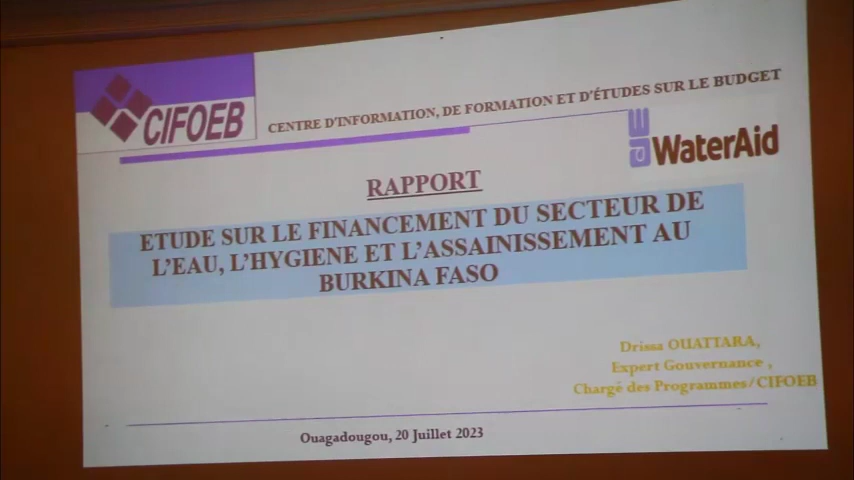 CIFOEB
CENTRE D'INFORMATION, DE FORMATION ET D'ÉTUDES SUR LE BUDGET
WaterAid
RAPPORT
ETUDE SUR LE FINANCEMENT DU SECTEUR DE
L'EAU, L'HYGIENE ET L'ASSAINISSEMENT AU
BURKINA FASO
Drissa OUATTARA,
Expert Gouvernance ,
Chargé des Programmes/CIFOEB
Ouagadougou, 20 Juillet 2023